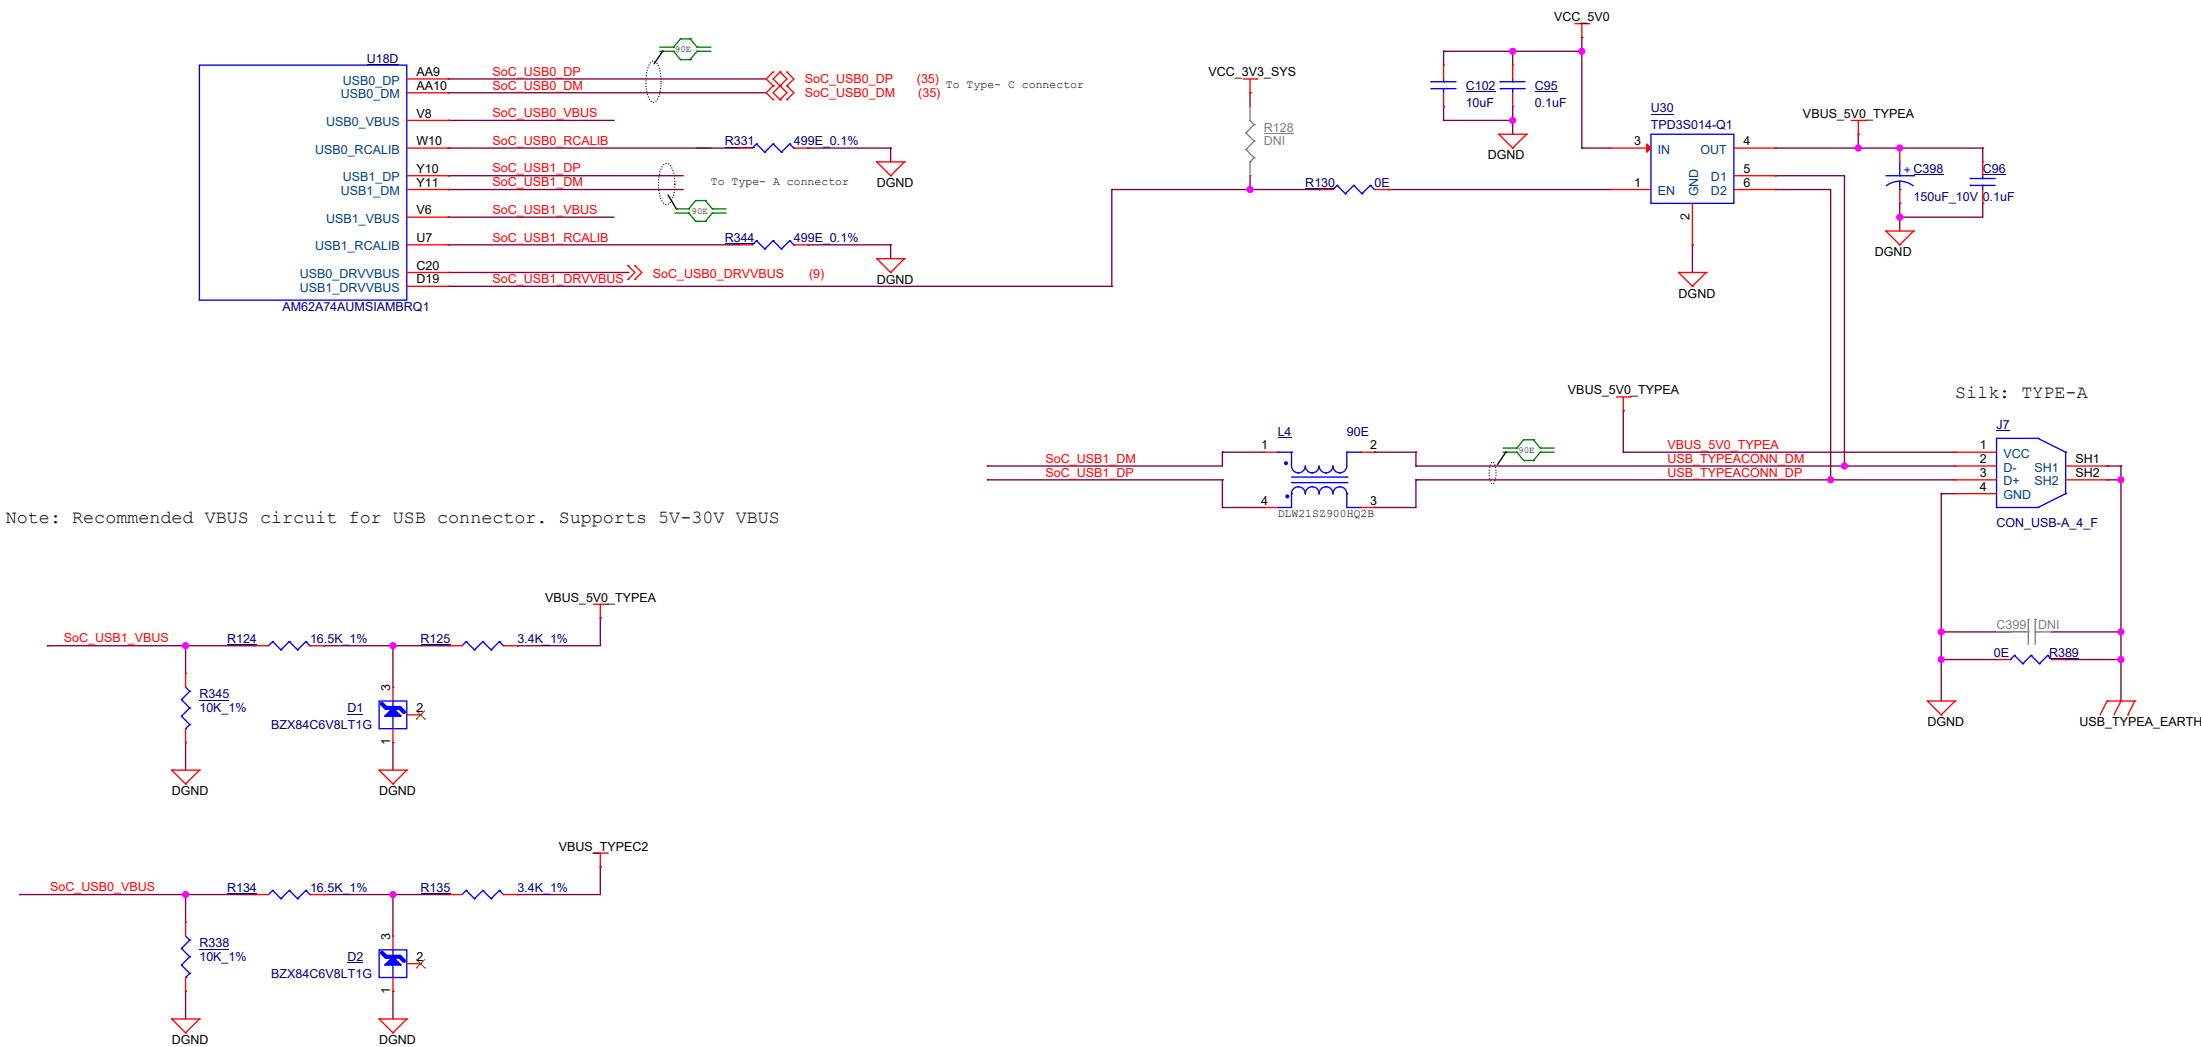 U18D
USB0_DP AA9 SoC_USB0_DP
USB0_DM AA10 SoC_USB0_DM
90E
SoC_USB0_DP (35)
SoC_USB0_DM (35)
To Type- C connector
USB0_VBUS V8 SoC_USB0_VBUS
USB0_RCALIB W10 SoC_USB0_RCALIB R331 499E_0.1%
DGND
USB1_DP Y10 SoC_USB1_DP
USB1_DM Y11 SoC_USB1_DM
To Type- A connector
90E
USB1_VBUS V6 SoC_USB1_VBUS
USB1_RCALIB U7 SoC_USB1_RCALIB R344 499E_0.1%
DGND
USB0_DRVVBUS C20 SoC_USB0_DRVVBUS (9)
USB1_DRVVBUS D19 SoC_USB1_DRVVBUS
AM62A74AUMSIAMBRQ1
VCC_3V3_SYS
R128
DNI
R130 0E
VCC_5V0
C102
10uF
C95
0.1uF
DGND
U30
TPD3S014-Q1
3 IN OUT 4
D1 5
1 EN D2 6
GND
2
DGND
VBUS_5V0_TYPEA
+ C398
150uF_10V
C96
0.1uF
DGND
VBUS_5V0_TYPEA
Silk: TYPE-A
L4 90E
1 2
4 3
DLW21SZ900HQ2B
SoC_USB1_DM
SoC_USB1_DP
90E
VBUS_5V0_TYPEA
USB_TYPEACONN_DM
USB_TYPEACONN_DP
J7
1 VCC
2 D- SH1 SH1
3 D+ SH2 SH2
4 GND
CON_USB-A_4_F
C399 DNI
0E R389
DGND
USB_TYPEA_EARTH
Note: Recommended VBUS circuit for USB connector. Supports 5V-30V VBUS
VBUS_5V0_TYPEA
SoC_USB1_VBUS R124 16.5K_1% R125 3.4K_1%
R345
10K_1%
D1
BZX84C6V8LT1G
3
2
1
DGND
DGND
VBUS_TYPEC2
SoC_USB0_VBUS R134 16.5K_1% R135 3.4K_1%
R338
10K_1%
D2
BZX84C6V8LT1G
3
2
1
DGND
DGND